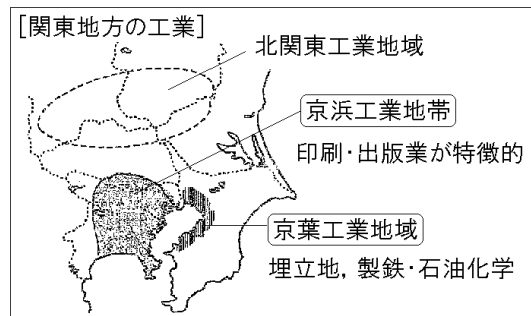 [関東地方の工業]
北関東工業地域
京浜工業地帯
印刷・出版業が特徴的
京葉工業地域
埋立地，製鉄・石油化学